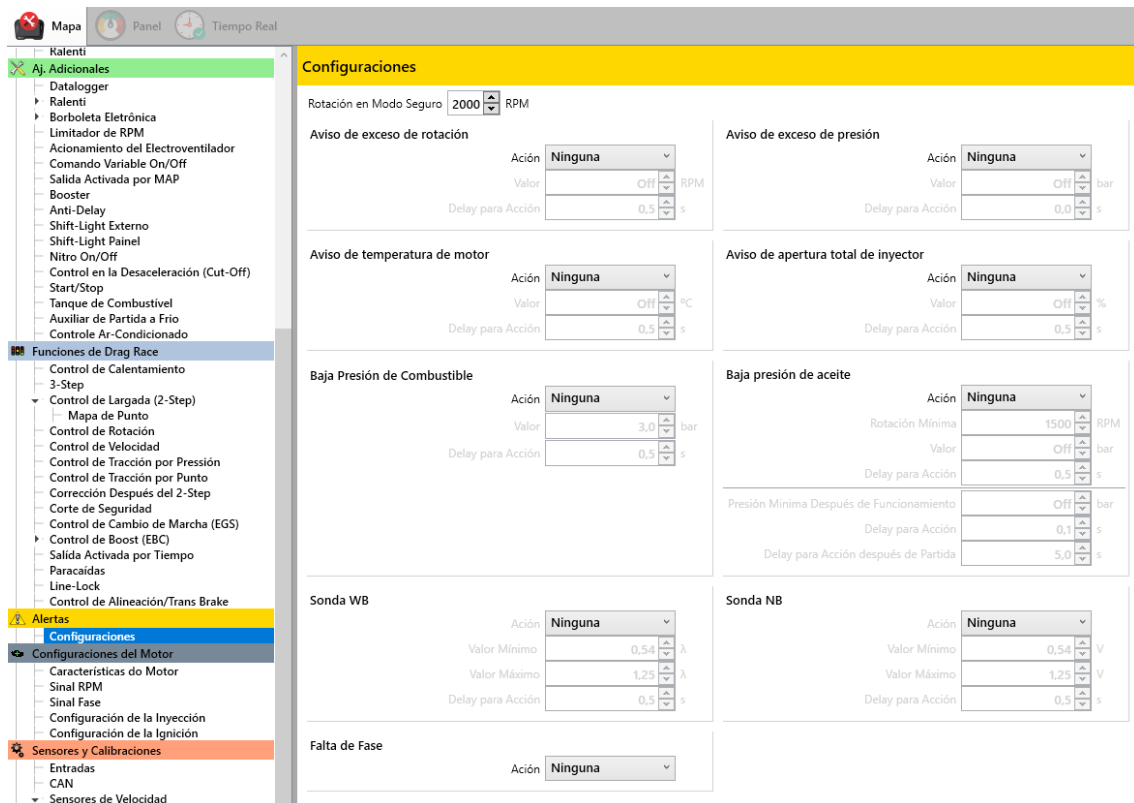 Mapa
Panel
Tiempo Real
Ralenti
Aj. Adicionales
Datalogger
Ralenti
Borboleta Eletrônica
Limitador de RPM
Acionamiento del Electroventilador
Comando Variable On/Off
Salida Activada por MAP
Booster
Anti-Delay
Shift-Light Externo
Shift-Light Painel
Nitro On/Off
Control en la Desaceleración (Cut-Off)
Start/Stop
Tanque de Combustível
Auxiliar de Partida a Frio
Controle Ar-Condicionado
Funciones de Drag Race
Control de Calentamiento
3-Step
Control de Largada (2-Step)
Mapa de Punto
Control de Rotación
Control de Velocidad
Control de Tracción por Pressión
Control de Tracción por Punto
Corrección Después del 2-Step
Corte de Seguridad
Control de Cambio de Marcha (EGS)
Control de Boost (EBC)
Salída Activada por Tiempo
Paracaídas
Line-Lock
Control de Alineación/Trans Brake
Alertas
Configuraciones
Configuraciones del Motor
Características do Motor
Sinal RPM
Sinal Fase
Configuración de la Inyección
Configuración de la Ignición
Sensores y Calibraciones
Entradas
CAN
Sensores de Velocidad
Configuraciones
Rotación en Modo Seguro 2000 RPM
Aviso de exceso de rotación
Ación Ninguna
Valor Off RPM
Delay para Acción 0,5 s
Aviso de exceso de presión
Ación Ninguna
Valor Off bar
Delay para Acción 0,0 s
Aviso de temperatura de motor
Ación Ninguna
Valor Off ºC
Delay para Acción 0,5 s
Aviso de apertura total de inyector
Ación Ninguna
Valor Off %
Delay para Acción 0,5 s
Baja Presión de Combustible
Ación Ninguna
Valor 3,0 bar
Delay para Acción 0,5 s
Baja presión de aceite
Ación Ninguna
Rotación Mínima 1500 RPM
Valor Off bar
Delay para Acción 0,5 s
Presión Minima Después de Funcionamiento Off bar
Delay para Acción 0,1 s
Delay para Acción después de Partida 5,0 s
Sonda WB
Ación Ninguna
Valor Mínimo 0,54 λ
Valor Máximo 1,25 λ
Delay para Acción 0,5 s
Sonda NB
Ación Ninguna
Valor Mínimo 0,54 V
Valor Máximo 1,25 V
Delay para Acción 0,5 s
Falta de Fase
Ación Ninguna